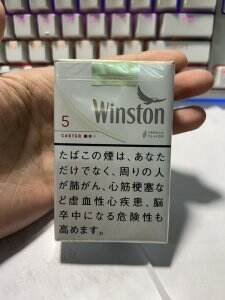 Winston
5
CASTER
たばこの煙は、あなた
だけでなく、周りの人
が肺がん、心筋梗塞な
ど虚血性心疾患、脳
卒中になる危険性も
高めます。